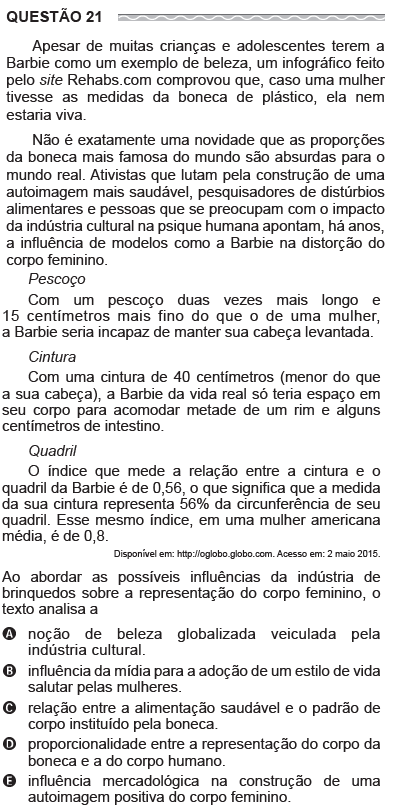 QUESTÃO 21
Apesar de muitas crianças e adolescentes terem a
Barbie como um exemplo de beleza, um infográfico feito
pelo site Rehabs.com comprovou que, caso uma mulher
tivesse as medidas da boneca de plástico, ela nem
estaria viva.
Não é exatamente uma novidade que as proporções
da boneca mais famosa do mundo são absurdas para o
mundo real. Ativistas que lutam pela construção de uma
autoimagem mais saudável, pesquisadores de distúrbios
alimentares e pessoas que se preocupam com o impacto
da indústria cultural na psique humana apontam, há anos,
a influência de modelos como a Barbie na distorção do
corpo feminino.
Pescoço
Com um pescoço duas vezes mais longo e
15 centímetros mais fino do que o de uma mulher,
a Barbie seria incapaz de manter sua cabeça levantada.
Cintura
Com uma cintura de 40 centímetros (menor do que
a sua cabeça), a Barbie da vida real só teria espaço em
seu corpo para acomodar metade de um rim e alguns
centímetros de intestino.
Quadril
O índice que mede a relação entre a cintura e o
quadril da Barbie é de 0,56, o que significa que a medida
da sua cintura representa 56% da circunferência de seu
quadril. Esse mesmo índice, em uma mulher americana
média, é de 0,8.
Disponível em: http://oglobo.globo.com. Acesso em: 2 maio 2015.
Ao abordar as possíveis influências da indústria de
brinquedos sobre a representação do corpo feminino, o
texto analisa a
A noção de beleza globalizada veiculada pela
indústria cultural.
B influência da mídia para a adoção de um estilo de vida
salutar pelas mulheres.
C relação entre a alimentação saudável e o padrão de
corpo instituído pela boneca.
D proporcionalidade entre a representação do corpo da
boneca e a do corpo humano.
E influência mercadológica na construção de uma
autoimagem positiva do corpo feminino.